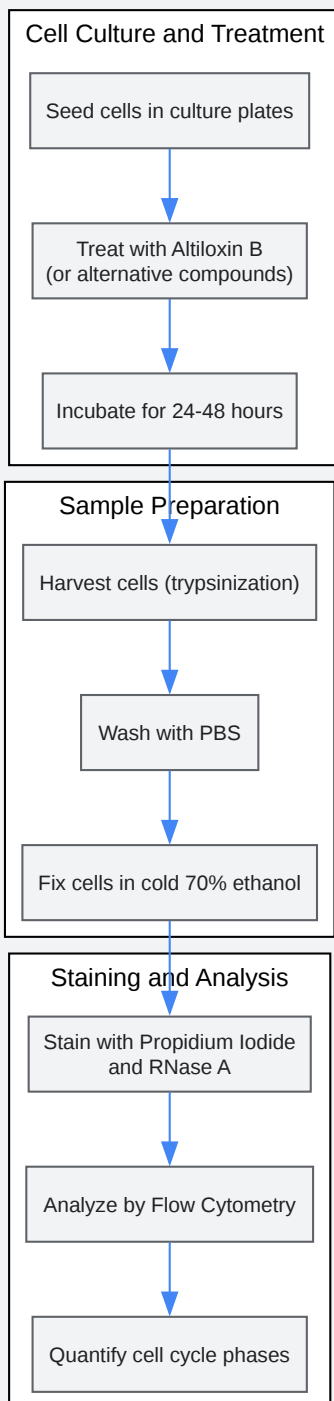 Cell Culture and Treatment
Seed cells in culture plates
Treat with Altiloxin B
(or alternative compounds)
Incubate for 24-48 hours
Sample Preparation
Harvest cells (trypsinization)
Wash with PBS
Fix cells in cold 70% ethanol
Staining and Analysis
Stain with Propidium Iodide
and RNase A
Analyze by Flow Cytometry
Quantify cell cycle phases